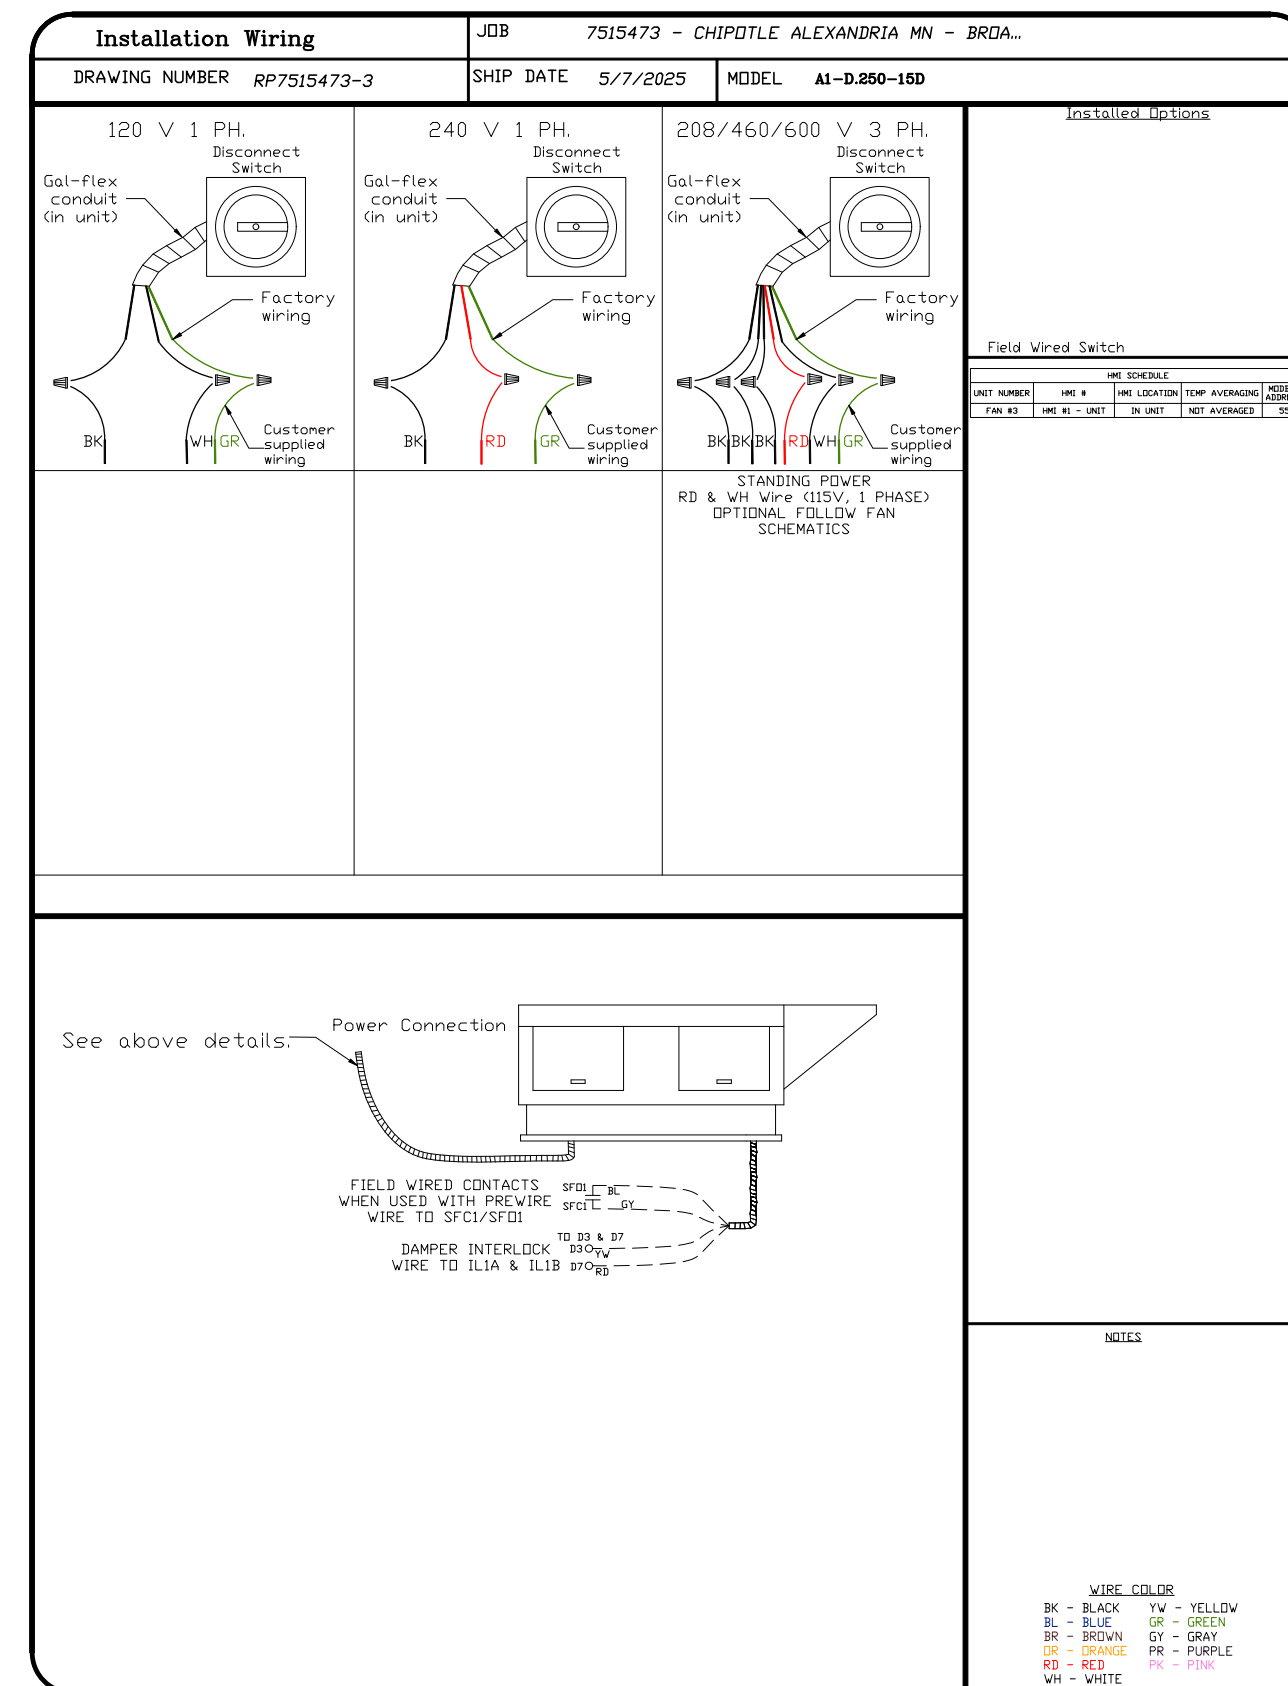 Installation Wiring
JOB 7515473 - CHIPOTLE ALEXANDRIA MN - BROA...
DRAWING NUMBER RP7515473-3
SHIP DATE 5/7/2025
MODEL A1-D.250-15D
120 V 1 PH.
Disconnect
Switch
Gal-flex
conduit
(in unit)
Factory
wiring
BK
WH
GR
Customer
supplied
wiring
240 V 1 PH.
Disconnect
Switch
Gal-flex
conduit
(in unit)
Factory
wiring
BK
RD
GR
Customer
supplied
wiring
208/460/600 V 3 PH.
Disconnect
Switch
Gal-flex
conduit
(in unit)
Factory
wiring
BK
BK
BK
RD
WH
GR
Customer
supplied
wiring
STANDING POWER
RD & WH Wire (115V, 1 PHASE)
OPTIONAL FOLLOW FAN
SCHEMATICS
Installed Options
Field Wired Switch
HMI SCHEDULE
UNIT NUMBER HMI # HMI LOCATION TEMP AVERAGING
FAN #3 HMI #1 - UNIT IN UNIT NOT AVERAGED 55
See above details.
Power Connection
FIELD WIRED CONTACTS
WHEN USED WITH PREWIRE
WIRE TO SFC1/SFO1
SFO1 BL
SFC1 GY
TO D3 & D7
DAMPER INTERLOCK
WIRE TO IL1A & IL1B
D3 YW
D7 RD
NOTES
WIRE COLOR
BK - BLACK YW - YELLOW
BL - BLUE GR - GREEN
BR - BROWN GY - GRAY
OR - ORANGE PR - PURPLE
RD - RED PK - PINK
WH - WHITE